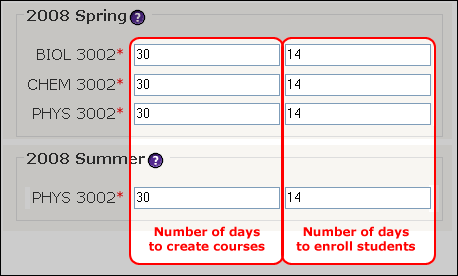 2008 Spring ?
BIOL 3002* 30 14
CHEM 3002* 30 14
PHYS 3002* 30 14
2008 Summer ?
PHYS 3002* 30 14
Number of days Number of days
to create courses to enroll students